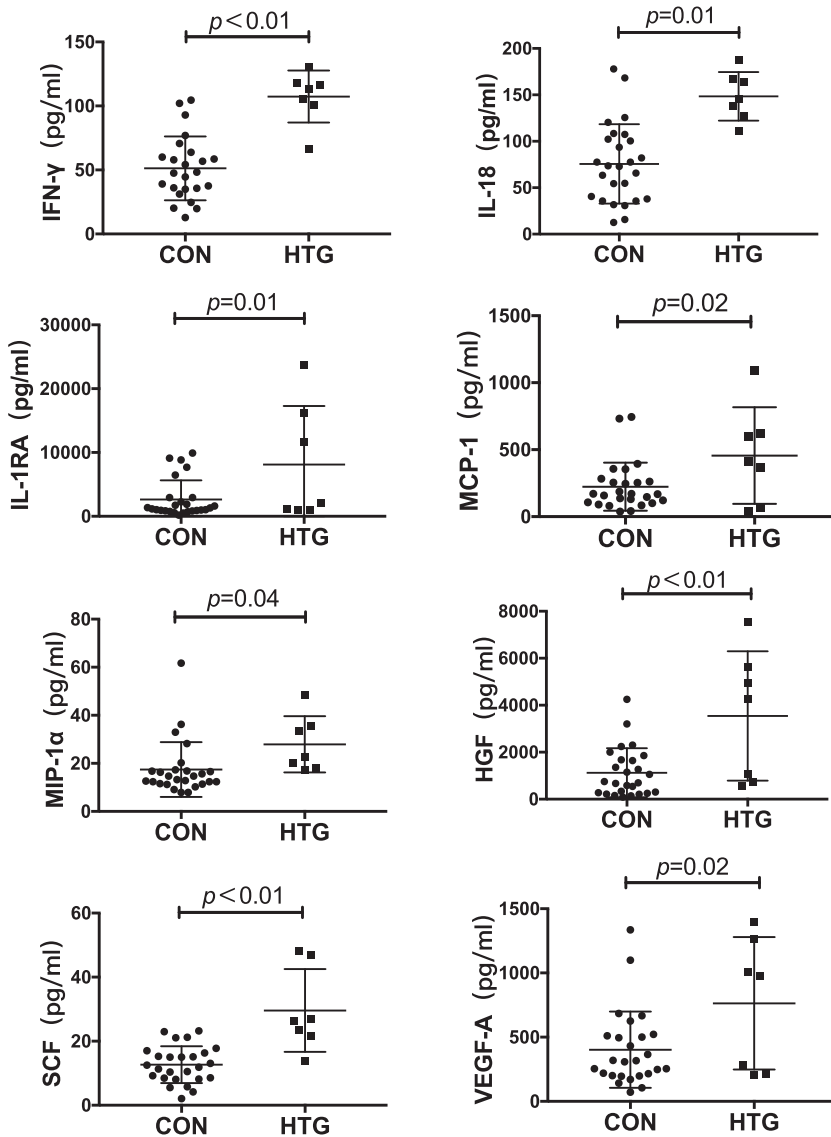 p<0.01
150
100
50
0
IFN-γ (pg/ml)
CON HTG
p=0.01
200
150
100
50
0
IL-18 (pg/ml)
CON HTG
p=0.01
30000
20000
10000
0
IL-1RA (pg/ml)
CON HTG
p=0.02
1500
1000
500
0
MCP-1 (pg/ml)
CON HTG
p=0.04
80
60
40
20
0
MIP-1α (pg/ml)
CON HTG
p<0.01
8000
6000
4000
2000
0
HGF (pg/ml)
CON HTG
p<0.01
60
40
20
0
SCF (pg/ml)
CON HTG
p=0.02
1500
1000
500
0
VEGF-A (pg/ml)
CON HTG